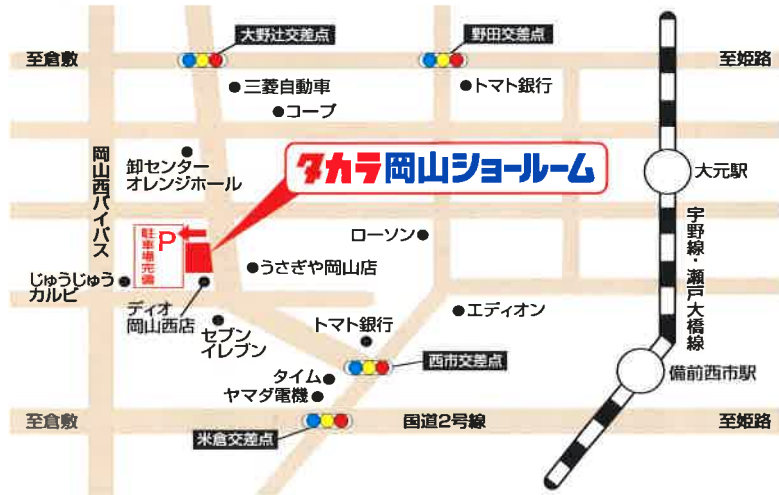 大野辻交差点
野田交差点
至倉敷
至姫路
三菱自動車
トマト銀行
コープ
岡山西バイパス
卸センター
オレンジホール
タカラ岡山ショールーム
大元駅
P
駐車場完備
ローソン
宇野線・瀬戸大橋線
うさぎや岡山店
じゅうじゅう
カルビ
ディオ
岡山西店
エディオン
セブン
イレブン
トマト銀行
西市交差点
備前西市駅
タイム
ヤマダ電機
至倉敷
国道2号線
至姫路
米倉交差点